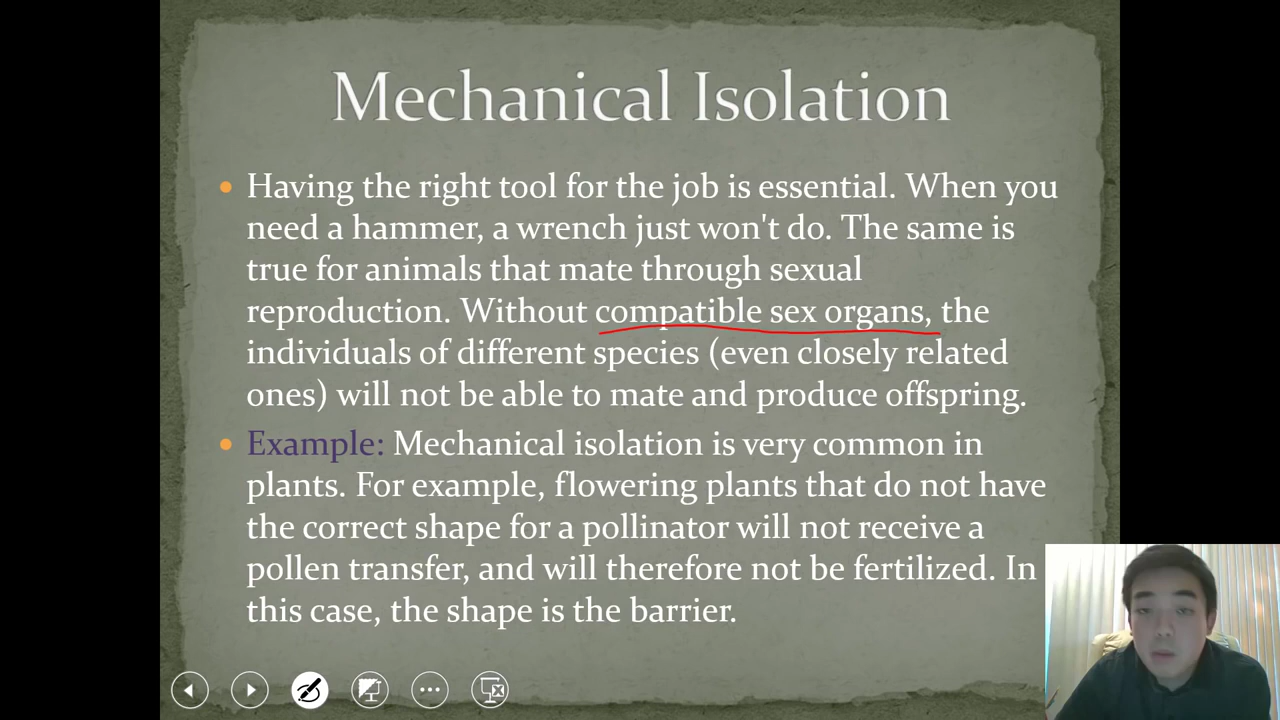 Mechanical Isolation
Having the right tool for the job is essential. When you
need a hammer, a wrench just won't do. The same is
true for animals that mate through sexual
reproduction. Without compatible sex organs, the
individuals of different species (even closely related
ones) will not be able to mate and produce offspring.
Example: Mechanical isolation is very common in
plants. For example, flowering plants that do not have
the correct shape for a pollinator will not receive a
pollen transfer, and will therefore not be fertilized. In
this case, the shape is the barrier.